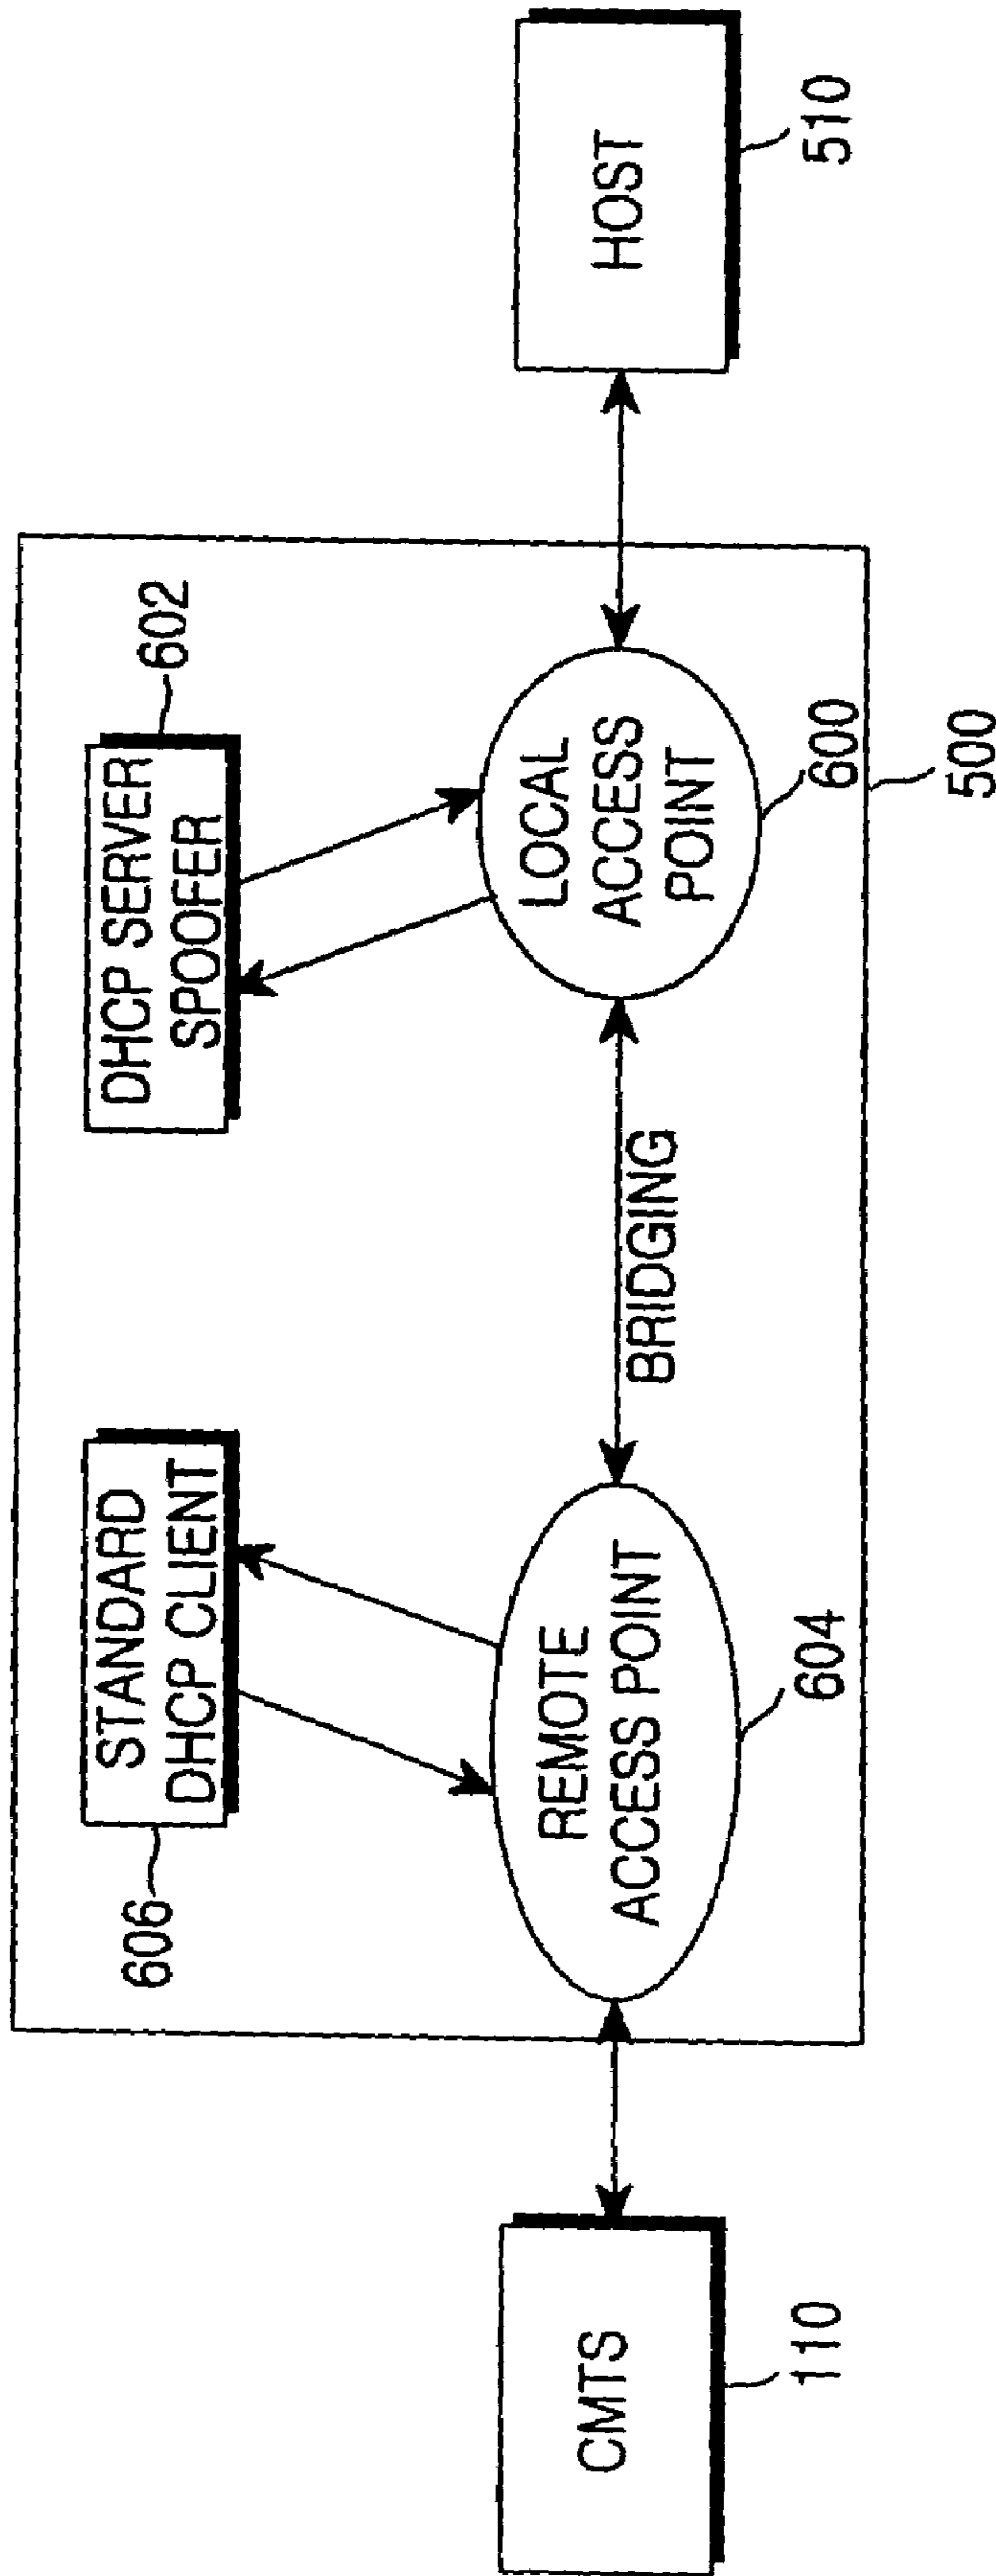 STANDARD
DHCP CLIENT
606
DHCP SERVER
SPOOFER
602
CMTS
110
REMOTE
ACCESS POINT
604
BRIDGING
LOCAL
ACCESS
POINT
600
500
HOST
510